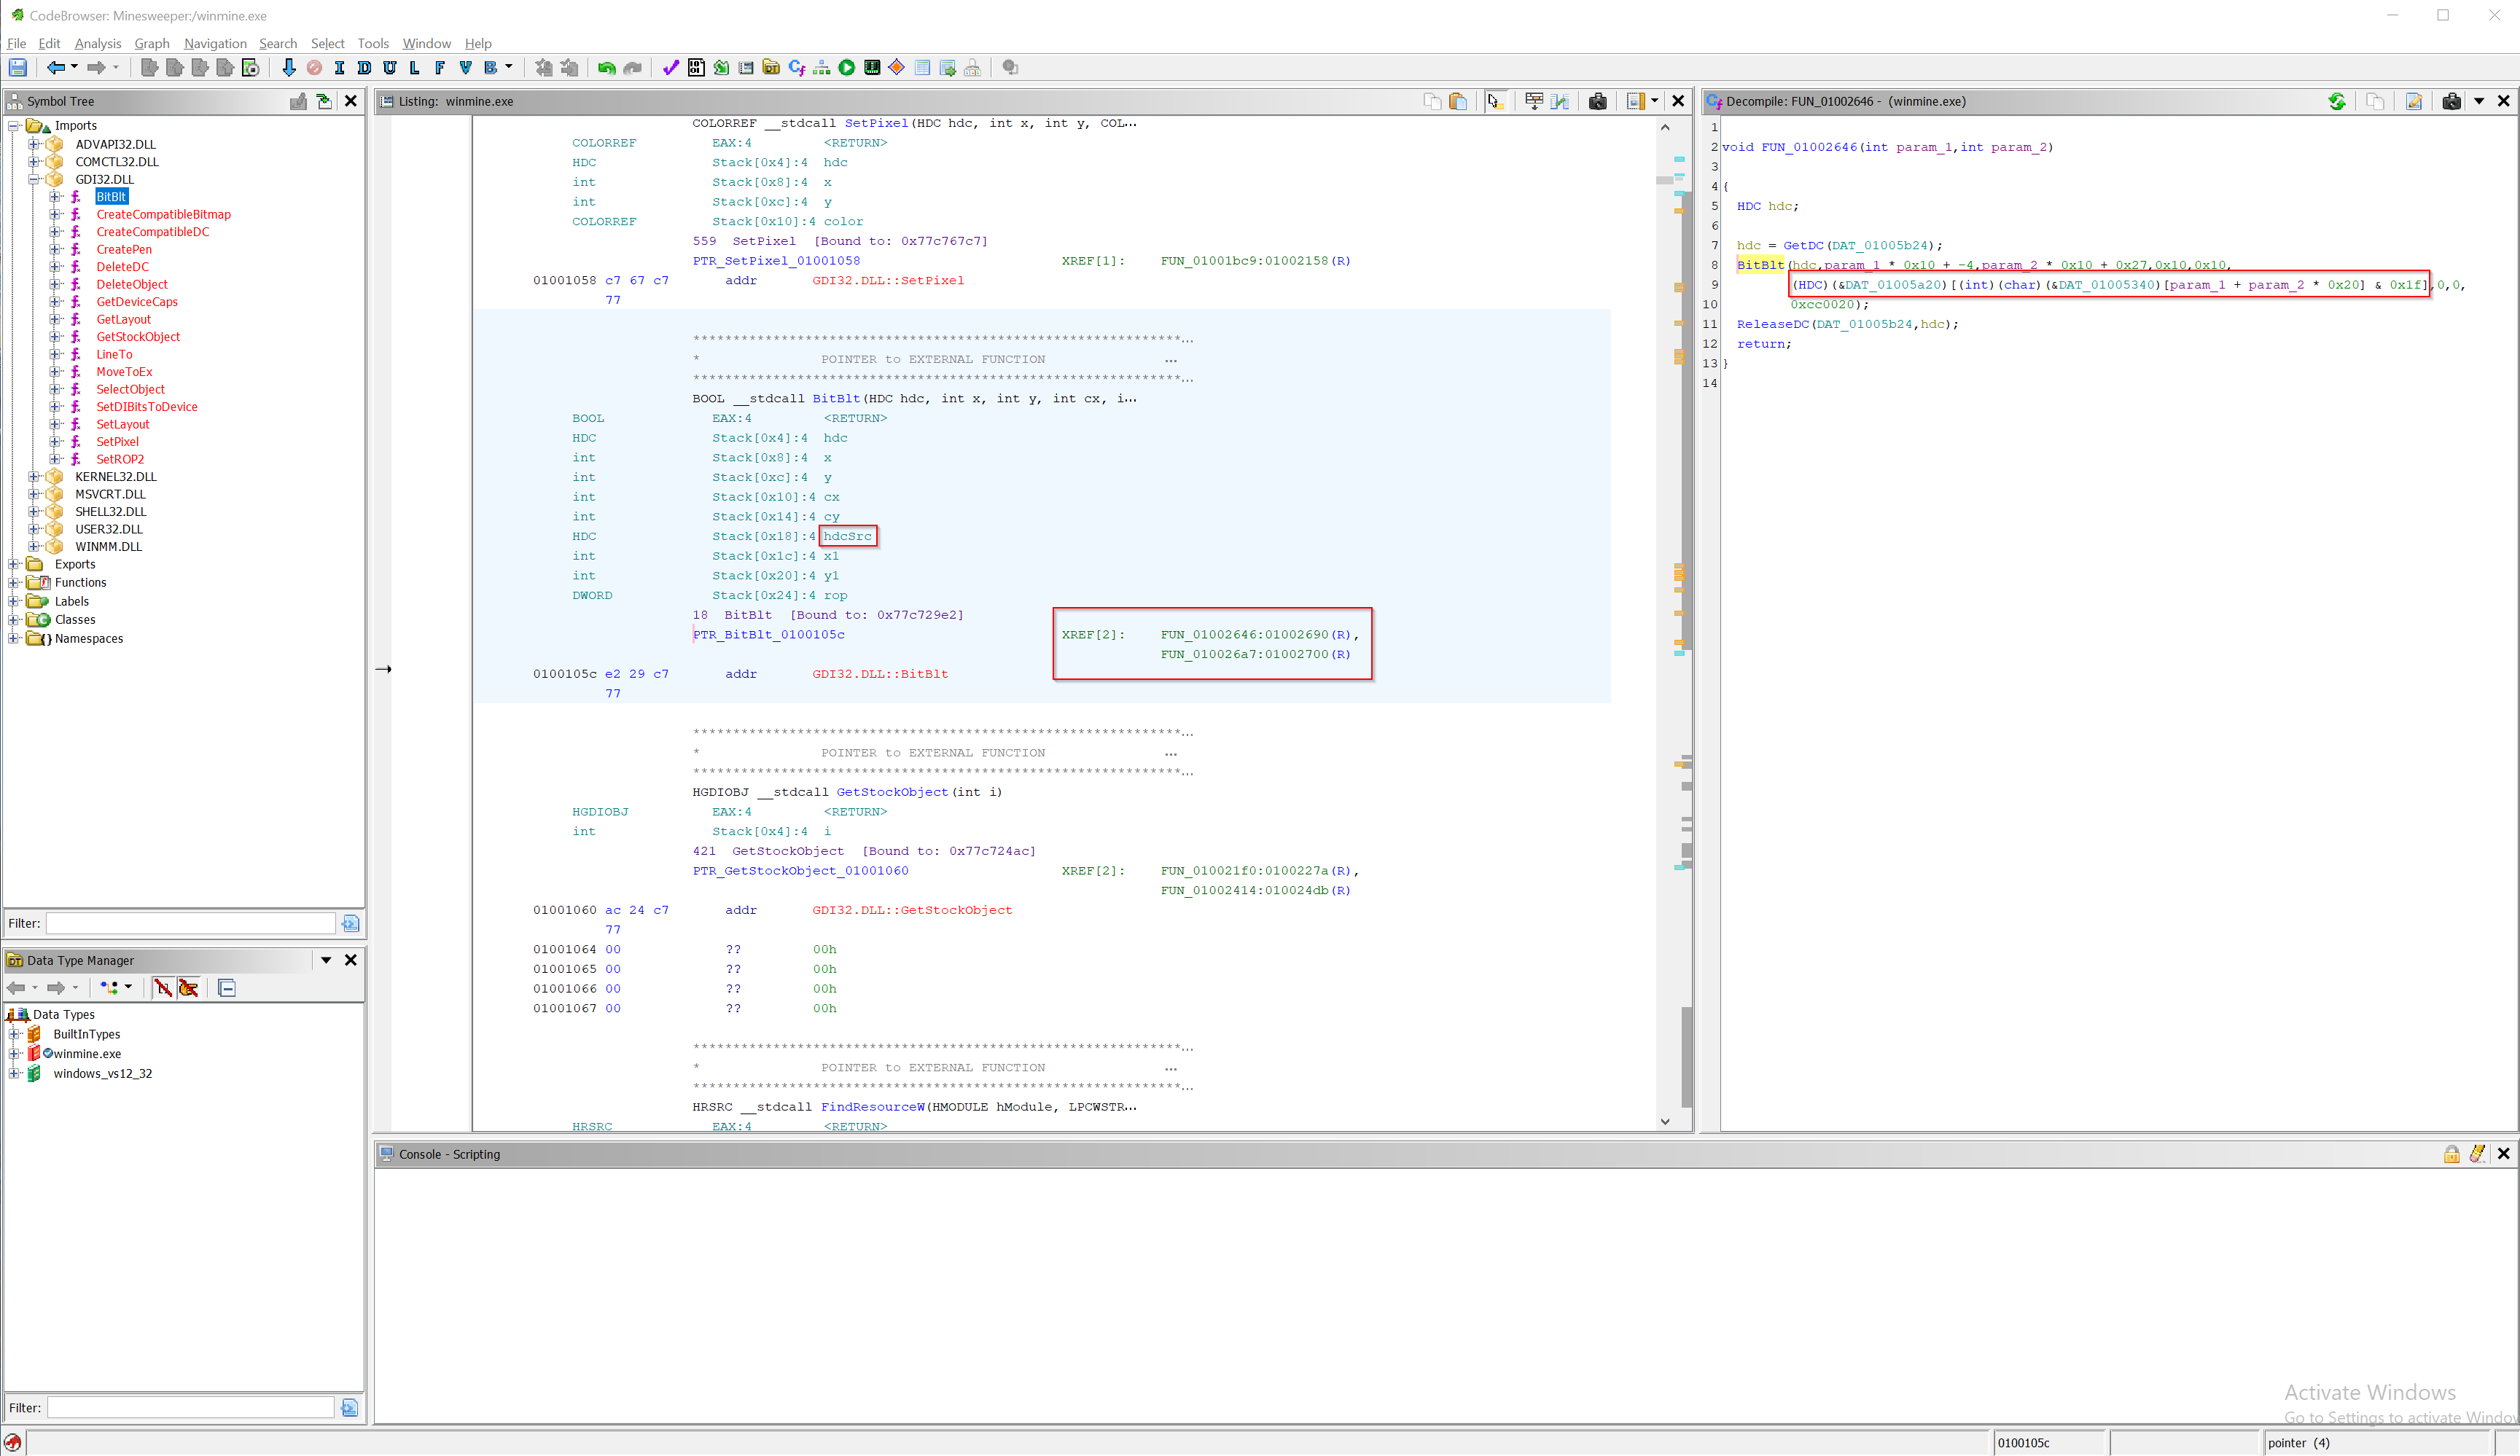 CodeBrowser: Minesweeper:/winmine.exe
File Edit Analysis Graph Navigation Search Select Tools Window Help
I D U L F V B
Symbol Tree
Imports
ADVAPI32.DLL
COMCTL32.DLL
GDI32.DLL
BitBlt
CreateCompatibleBitmap
CreateCompatibleDC
CreatePen
DeleteDC
DeleteObject
GetDeviceCaps
GetLayout
GetStockObject
LineTo
MoveToEx
SelectObject
SetDIBitsToDevice
SetLayout
SetPixel
SetROP2
KERNEL32.DLL
MSVCRT.DLL
SHELL32.DLL
USER32.DLL
WINMM.DLL
Exports
Functions
Labels
Classes
Namespaces
Filter:
Data Type Manager
Data Types
BuiltInTypes
winmine.exe
windows_vs12_32
Filter:
Listing: winmine.exe
COLORREF __stdcall SetPixel(HDC hdc, int x, int y, COL...
COLORREF EAX:4 <RETURN>
HDC Stack[0x4]:4 hdc
int Stack[0x8]:4 x
int Stack[0xc]:4 y
COLORREF Stack[0x10]:4 color
559 SetPixel [Bound to: 0x77c767c7]
PTR_SetPixel_01001058 XREF[1]: FUN_01001bc9:01002158(R)
01001058 c7 67 c7 addr GDI32.DLL::SetPixel
77
************************************************************...
* POINTER to EXTERNAL FUNCTION ...
************************************************************...
BOOL __stdcall BitBlt(HDC hdc, int x, int y, int cx, i...
BOOL EAX:4 <RETURN>
HDC Stack[0x4]:4 hdc
int Stack[0x8]:4 x
int Stack[0xc]:4 y
int Stack[0x10]:4 cx
int Stack[0x14]:4 cy
HDC Stack[0x18]:4 hdcSrc
int Stack[0x1c]:4 x1
int Stack[0x20]:4 y1
DWORD Stack[0x24]:4 rop
18 BitBlt [Bound to: 0x77c729e2]
PTR_BitBlt_0100105c XREF[2]: FUN_01002646:01002690(R),
FUN_010026a7:01002700(R)
0100105c e2 29 c7 addr GDI32.DLL::BitBlt
77
************************************************************...
* POINTER to EXTERNAL FUNCTION ...
************************************************************...
HGDIOBJ __stdcall GetStockObject(int i)
HGDIOBJ EAX:4 <RETURN>
int Stack[0x4]:4 i
421 GetStockObject [Bound to: 0x77c724ac]
PTR_GetStockObject_01001060 XREF[2]: FUN_010021f0:0100227a(R),
FUN_01002414:010024db(R)
01001060 ac 24 c7 addr GDI32.DLL::GetStockObject
77
01001064 00 ?? 00h
01001065 00 ?? 00h
01001066 00 ?? 00h
01001067 00 ?? 00h
************************************************************...
* POINTER to EXTERNAL FUNCTION ...
************************************************************...
HRSRC __stdcall FindResourceW(HMODULE hModule, LPCWSTR...
HRSRC EAX:4 <RETURN>
Decompile: FUN_01002646 - (winmine.exe)
1
2 void FUN_01002646(int param_1,int param_2)
3
4 {
5 HDC hdc;
6
7 hdc = GetDC(DAT_01005b24);
8 BitBlt(hdc,param_1 * 0x10 + -4,param_2 * 0x10 + 0x27,0x10,0x10,
9 (HDC)(&DAT_01005a20)[(int)(char)(&DAT_01005340)[param_1 + param_2 * 0x20] & 0x1f],0,0,
10 0xcc0020);
11 ReleaseDC(DAT_01005b24,hdc);
12 return;
13 }
14
Console - Scripting
Activate Windows
Go to Settings to activate Window
0100105c
pointer (4)